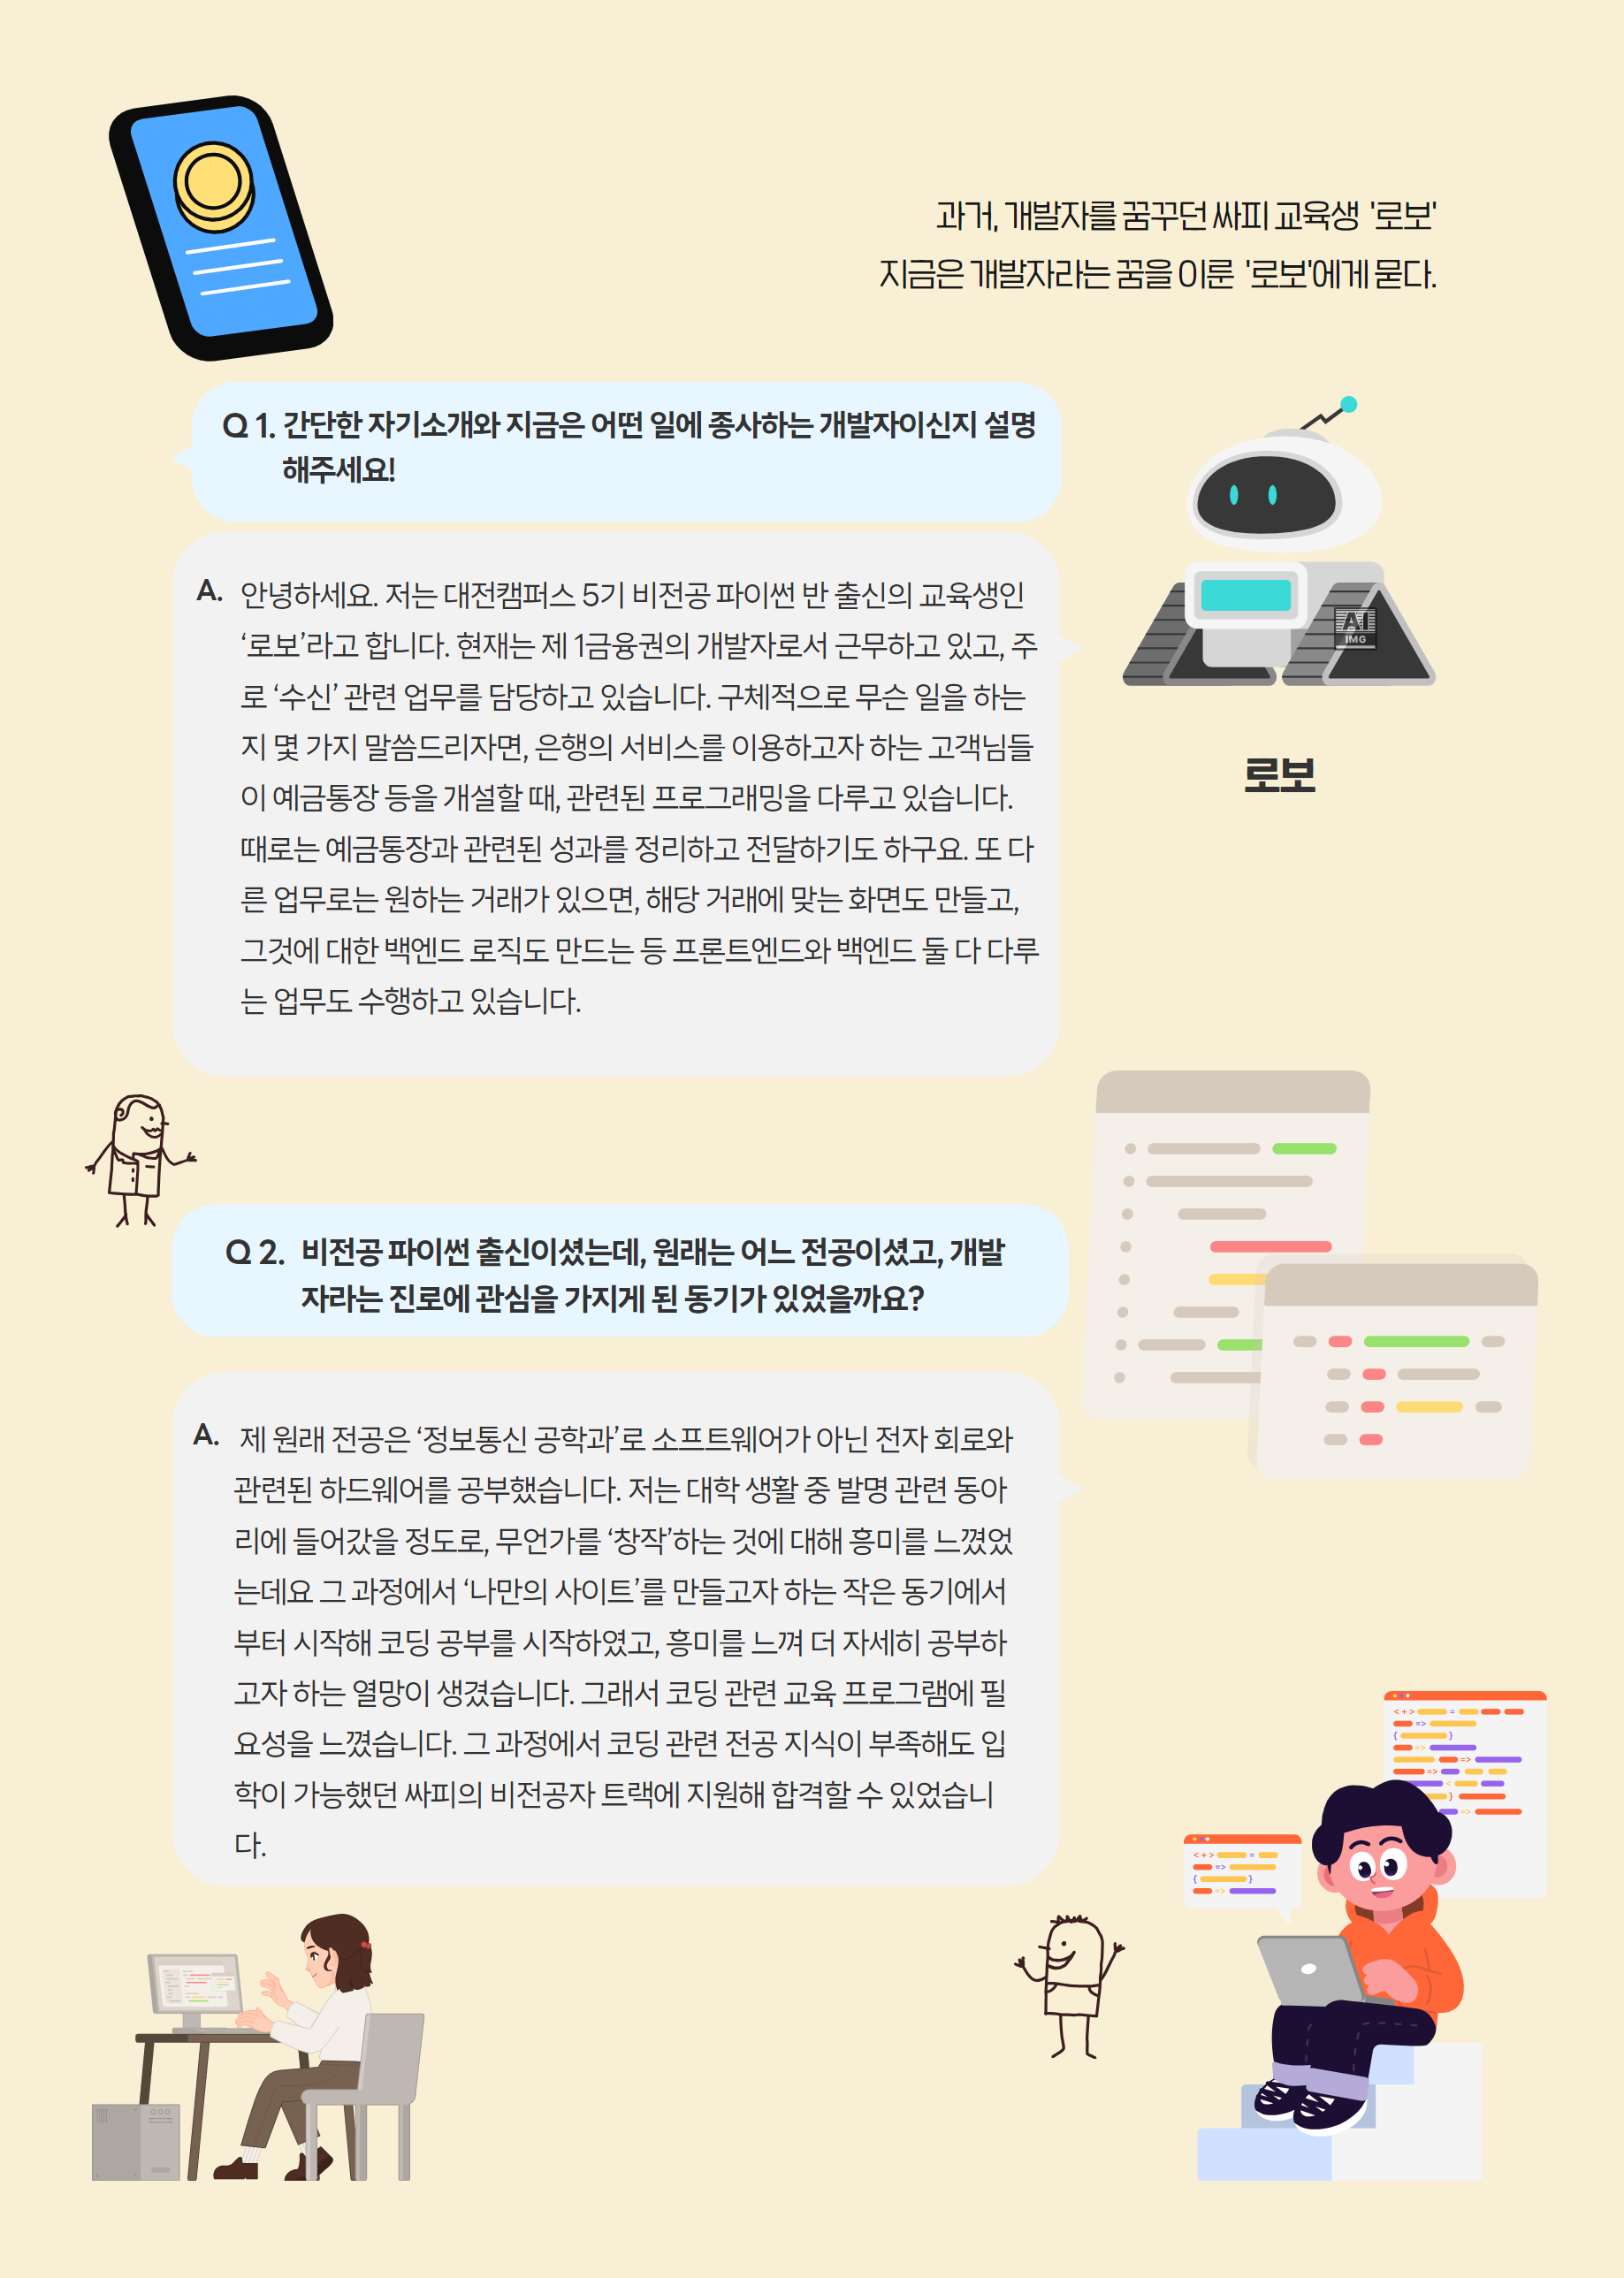 과거, 개발자를 꿈꾸던 싸피 교육생 '로보'
지금은 개발자라는 꿈을 이룬 '로보'에게 묻다.
Q 1. 간단한 자기소개와 지금은 어떤 일에 종사하는 개발자이신지 설명
해주세요!
A. 안녕하세요. 저는 대전캠퍼스 5기 비전공 파이썬 반 출신의 교육생인
‘로보’라고 합니다. 현재는 제 1금융권의 개발자로서 근무하고 있고, 주
로 ‘수신’ 관련 업무를 담당하고 있습니다. 구체적으로 무슨 일을 하는
지 몇 가지 말씀드리자면, 은행의 서비스를 이용하고자 하는 고객님들
이 예금통장 등을 개설할 때, 관련된 프로그래밍을 다루고 있습니다.
때로는 예금통장과 관련된 성과를 정리하고 전달하기도 하구요. 또 다
른 업무로는 원하는 거래가 있으면, 해당 거래에 맞는 화면도 만들고,
그것에 대한 백엔드 로직도 만드는 등 프론트엔드와 백엔드 둘 다 다루
는 업무도 수행하고 있습니다.
AI
IMG
로보
Q 2. 비전공 파이썬 출신이셨는데, 원래는 어느 전공이셨고, 개발
자라는 진로에 관심을 가지게 된 동기가 있었을까요?
A. 제 원래 전공은 ‘정보통신 공학과’로 소프트웨어가 아닌 전자 회로와
관련된 하드웨어를 공부했습니다. 저는 대학 생활 중 발명 관련 동아
리에 들어갔을 정도로, 무언가를 ‘창작’하는 것에 대해 흥미를 느꼈었
는데요 그 과정에서 ‘나만의 사이트’를 만들고자 하는 작은 동기에서
부터 시작해 코딩 공부를 시작하였고, 흥미를 느껴 더 자세히 공부하
고자 하는 열망이 생겼습니다. 그래서 코딩 관련 교육 프로그램에 필
요성을 느꼈습니다. 그 과정에서 코딩 관련 전공 지식이 부족해도 입
학이 가능했던 싸피의 비전공자 트랙에 지원해 합격할 수 있었습니
다.